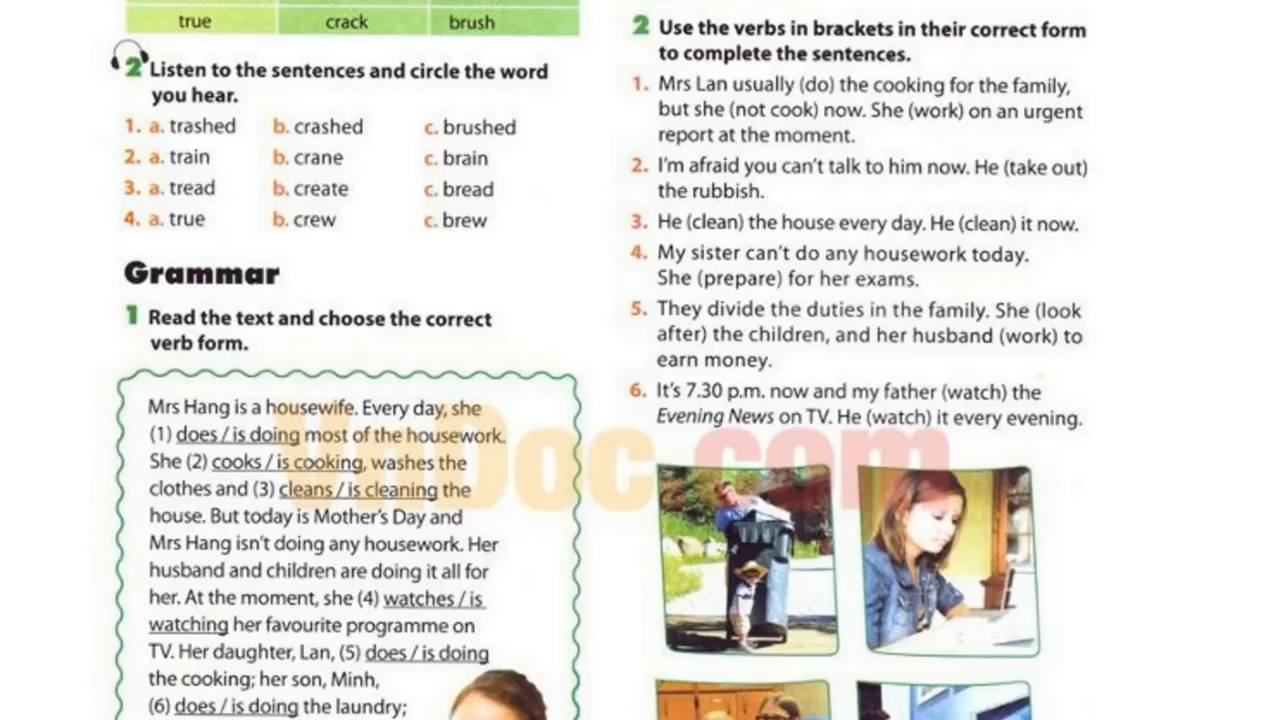 true crack brush
2 Listen to the sentences and circle the word
you hear.
1. a. trashed b. crashed c. brushed
2. a. train b. crane c. brain
3. a. tread b. create c. bread
4. a. true b. crew c. brew
Grammar
1 Read the text and choose the correct
verb form.
Mrs Hang is a housewife. Every day, she
(1) does / is doing most of the housework.
She (2) cooks / is cooking, washes the
clothes and (3) cleans / is cleaning the
house. But today is Mother's Day and
Mrs Hang isn't doing any housework. Her
husband and children are doing it all for
her. At the moment, she (4) watches / is
watching her favourite programme on
TV. Her daughter, Lan, (5) does / is doing
the cooking; her son, Minh,
(6) does / is doing the laundry;
2 Use the verbs in brackets in their correct form
to complete the sentences.
1. Mrs Lan usually (do) the cooking for the family,
but she (not cook) now. She (work) on an urgent
report at the moment.
2. I'm afraid you can't talk to him now. He (take out)
the rubbish.
3. He (clean) the house every day. He (clean) it now.
4. My sister can't do any housework today.
She (prepare) for her exams.
5. They divide the duties in the family. She (look
after) the children, and her husband (work) to
earn money.
6. It's 7.30 p.m. now and my father (watch) the
Evening News on TV. He (watch) it every evening.
VnDoc.com